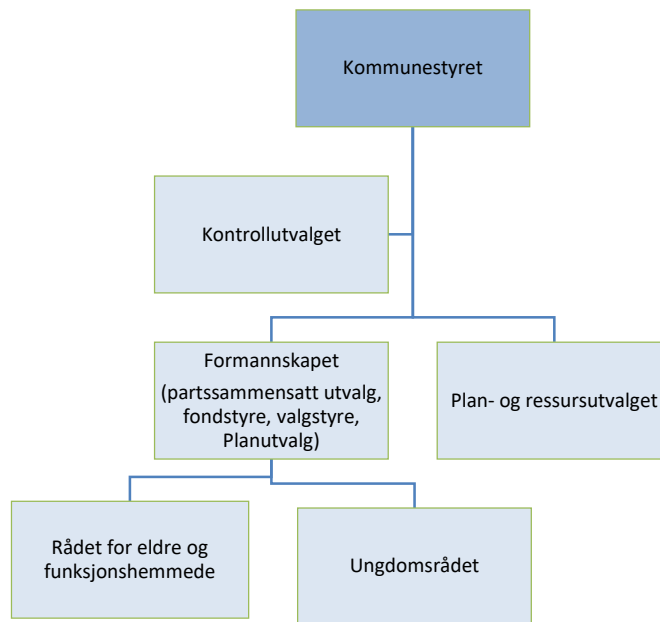 Kommunestyret
Kontrollutvalget
Formannskapet
(partssammensatt utvalg,
fondstyre, valgstyre,
Planutvalg)
Plan- og ressursutvalget
Rådet for eldre og
funksjonshemmede
Ungdomsrådet